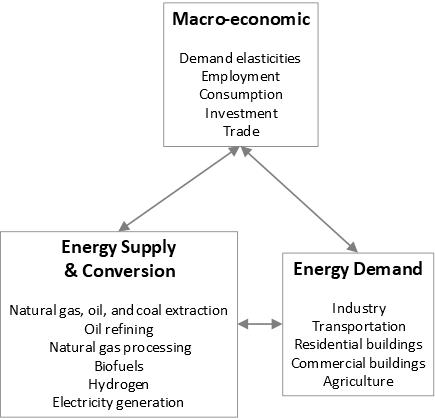 Macro-economic
Demand elasticities
Employment
Consumption
Investment
Trade
Energy Supply
& Conversion
Natural gas, oil, and coal extraction
Oil refining
Natural gas processing
Biofuels
Hydrogen
Electricity generation
Energy Demand
Industry
Transportation
Residential buildings
Commercial buildings
Agriculture